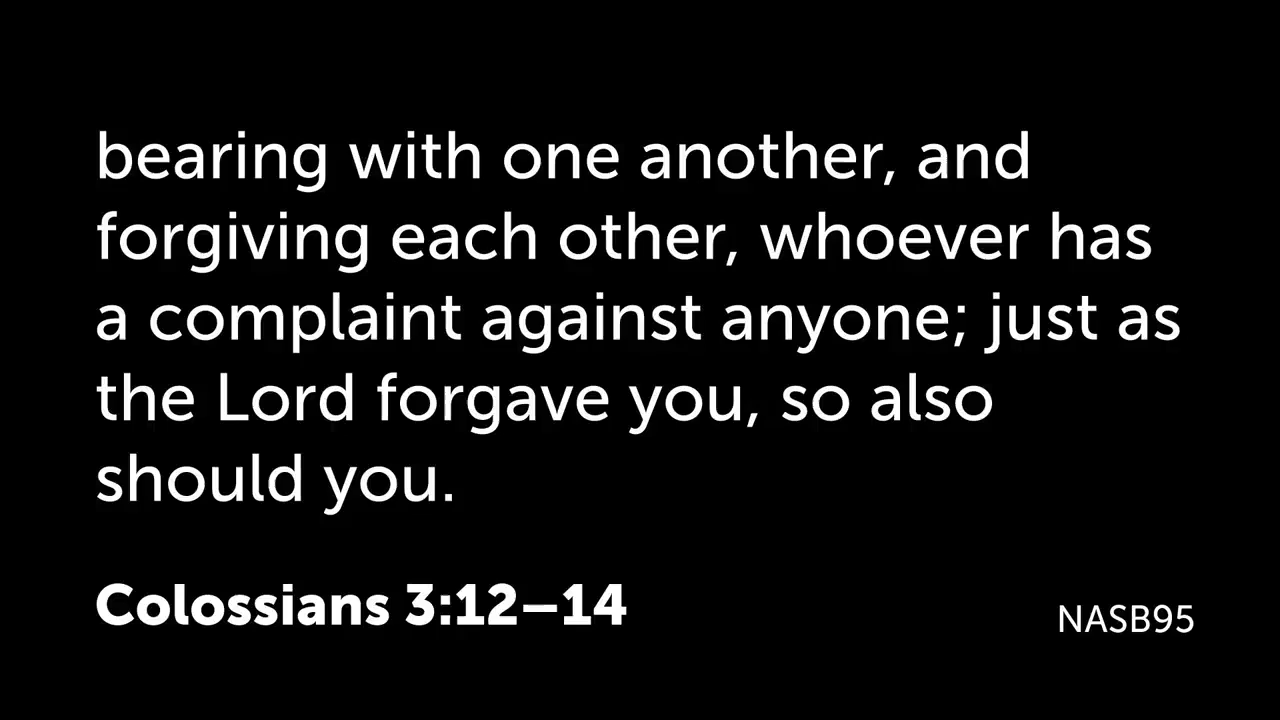 bearing with one another, and
forgiving each other, whoever has
a complaint against anyone; just as
the Lord forgave you, so also
should you.
Colossians 3:12–14
NASB95